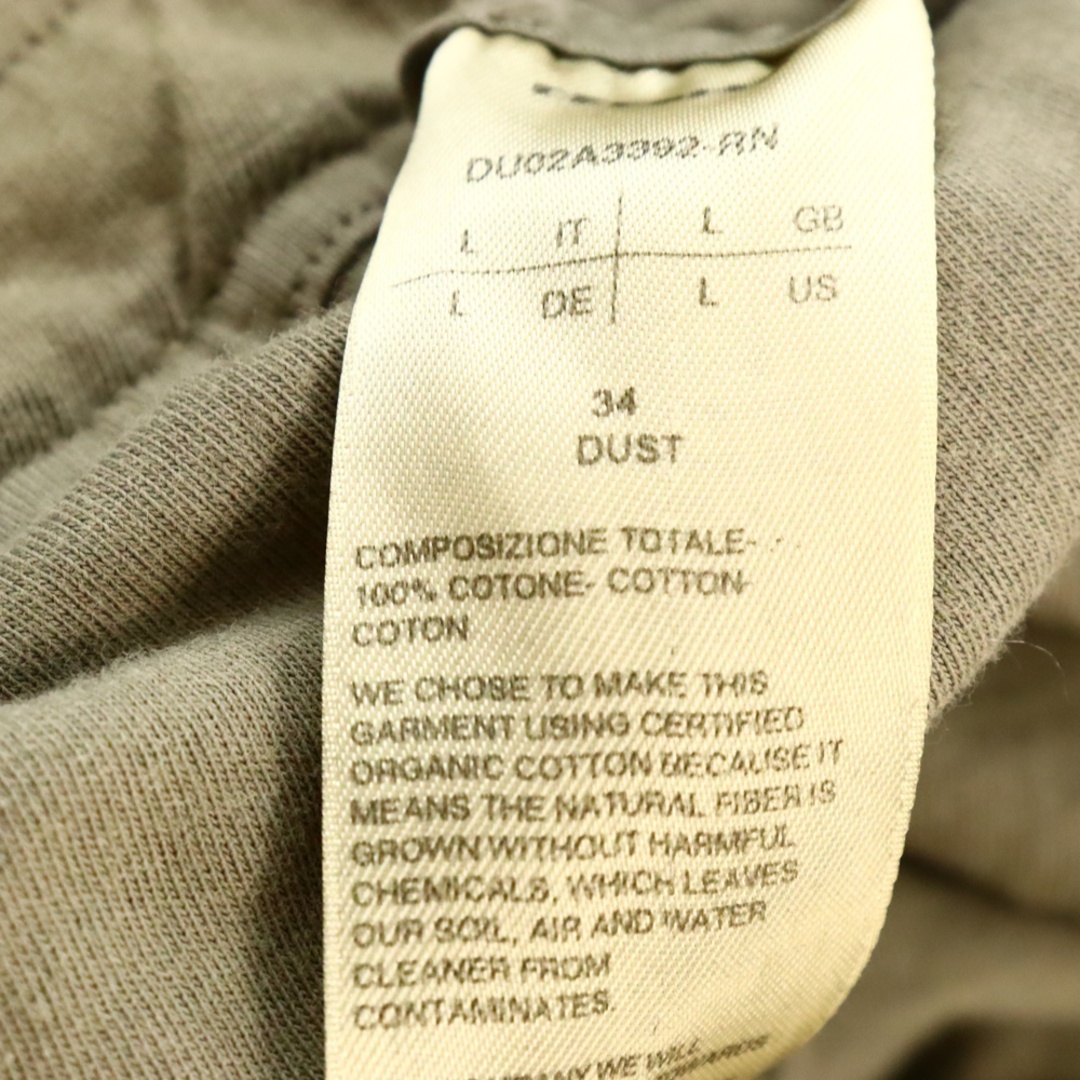 DU02A3392-RN
L IT L GB
L DE L US
34
DUST
COMPOSIZIONE TOTALE-
100% COTONE- COTTON-
COTON
WE CHOSE TO MAKE THIS
GARMENT USING CERTIFIED
ORGANIC COTTON BECAUSE IT
MEANS THE NATURAL FIBER IS
GROWN WITHOUT HARMFUL
CHEMICALS, WHICH LEAVES
OUR SOIL, AIR AND WATER
CLEANER FROM
CONTAMINATES.
WE WILL